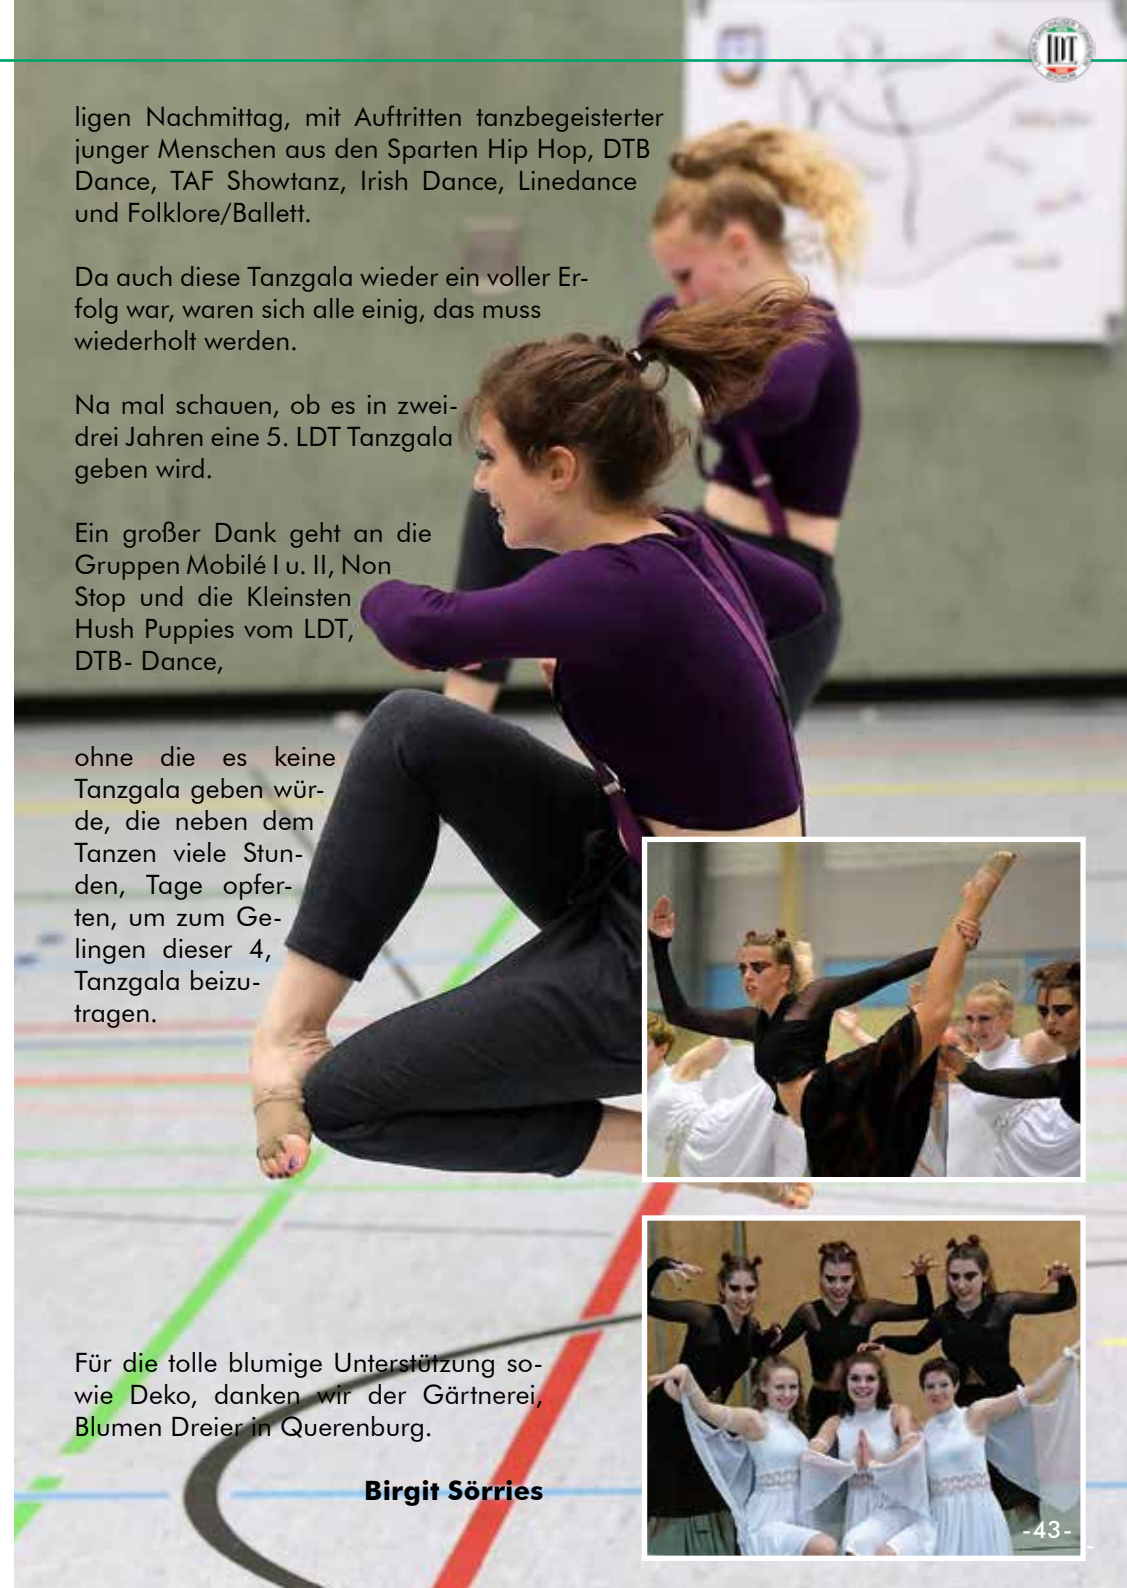 LDT
BOCHUM
ligen Nachmittag, mit Auftritten tanzbegeisterter
junger Menschen aus den Sparten Hip Hop, DTB
Dance, TAF Showtanz, Irish Dance, Linedance
und Folklore/Ballett.
Da auch diese Tanzgala wieder ein voller Er-
folg war, waren sich alle einig, das muss
wiederholt werden.
Na mal schauen, ob es in zwei-
drei Jahren eine 5. LDT Tanzgala
geben wird.
Ein großer Dank geht an die
Gruppen Mobilé I u. II, Non
Stop und die Kleinsten
Hush Puppies vom LDT,
DTB- Dance,
ohne die es keine
Tanzgala geben wür-
de, die neben dem
Tanzen viele Stun-
den, Tage opfer-
ten, um zum Ge-
lingen dieser 4,
Tanzgala beizu-
tragen.
Für die tolle blumige Unterstützung so-
wie Deko, danken wir der Gärtnerei,
Blumen Dreier in Querenburg.
Birgit Sörries
-43-